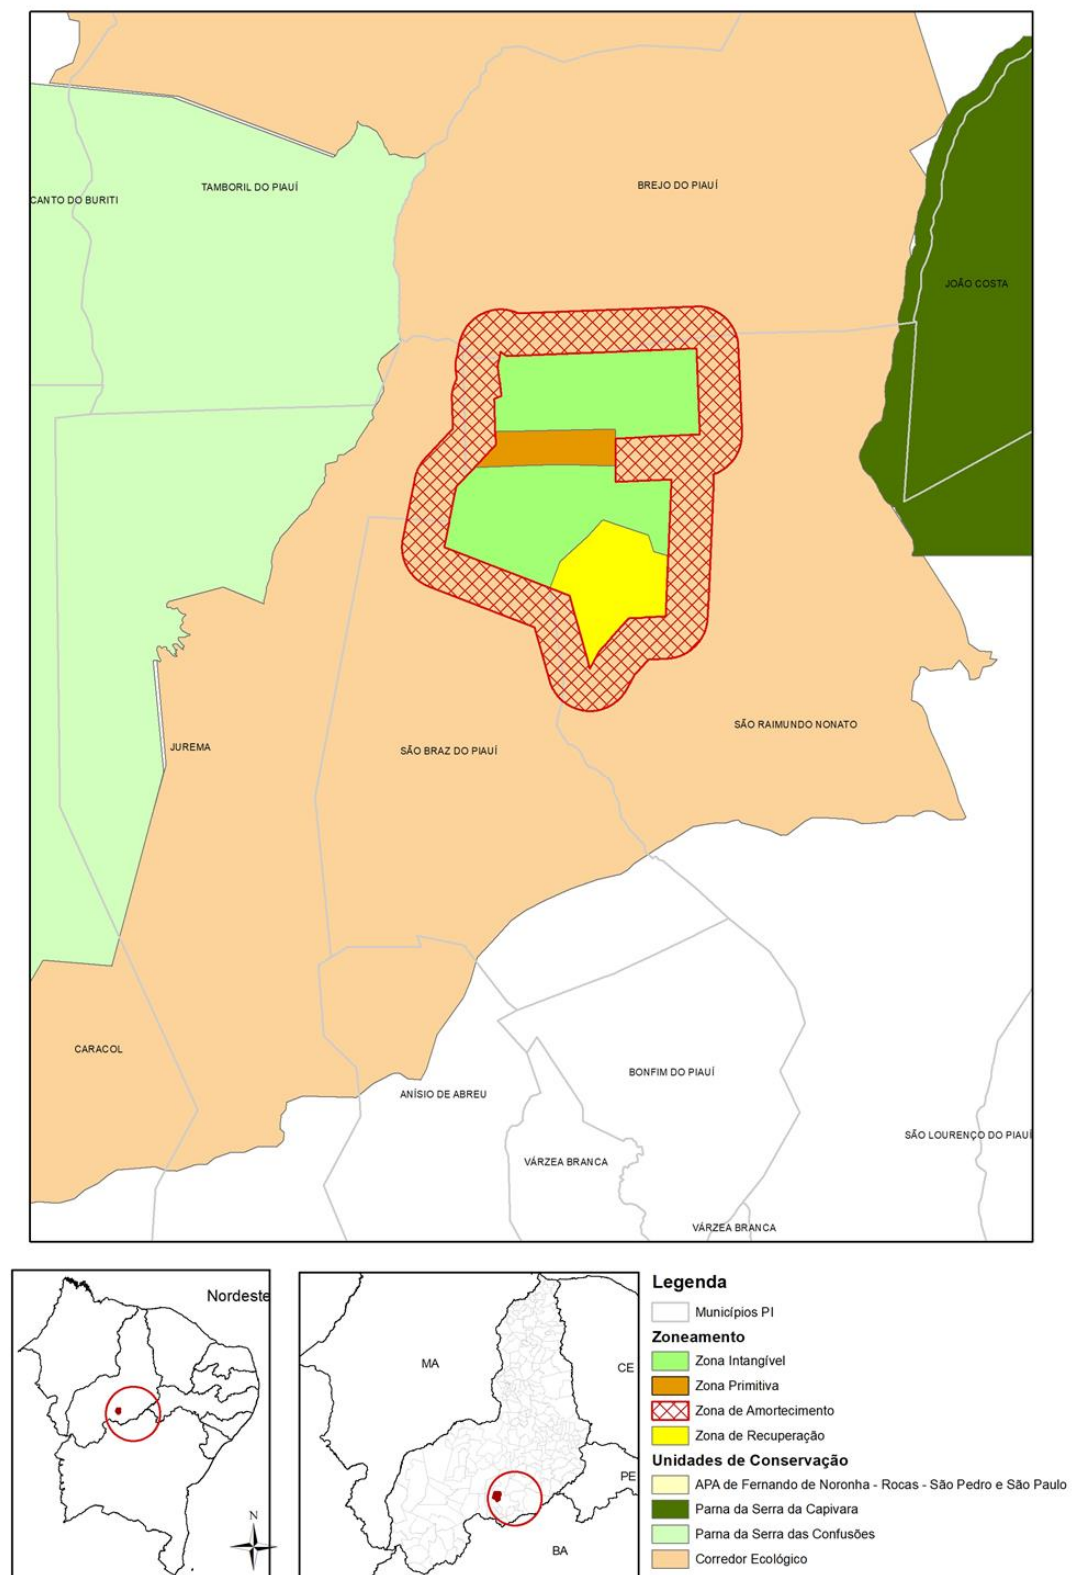 TAMBORIL DO PIAUÍ
BREJO DO PIAUÍ
CANTO DO BURITI
JOÃO COSTA
SÃO RAIMUNDO NONATO
JUREMA
SÃO BRAZ DO PIAUÍ
CARACOL
BONFIM DO PIAUÍ
ANÍSIO DE ABREU
SÃO LOURENÇO DO PIAUÍ
VÁRZEA BRANCA
VÁRZEA BRANCA
Nordeste
N
MA
CE
PE
BA
Legenda
Municípios PI
Zoneamento
Zona Intangível
Zona Primitiva
Zona de Amortecimento
Zona de Recuperação
Unidades de Conservação
APA de Fernando de Noronha - Rocas - São Pedro e São Paulo
Parna da Serra da Capivara
Parna da Serra das Confusões
Corredor Ecológico